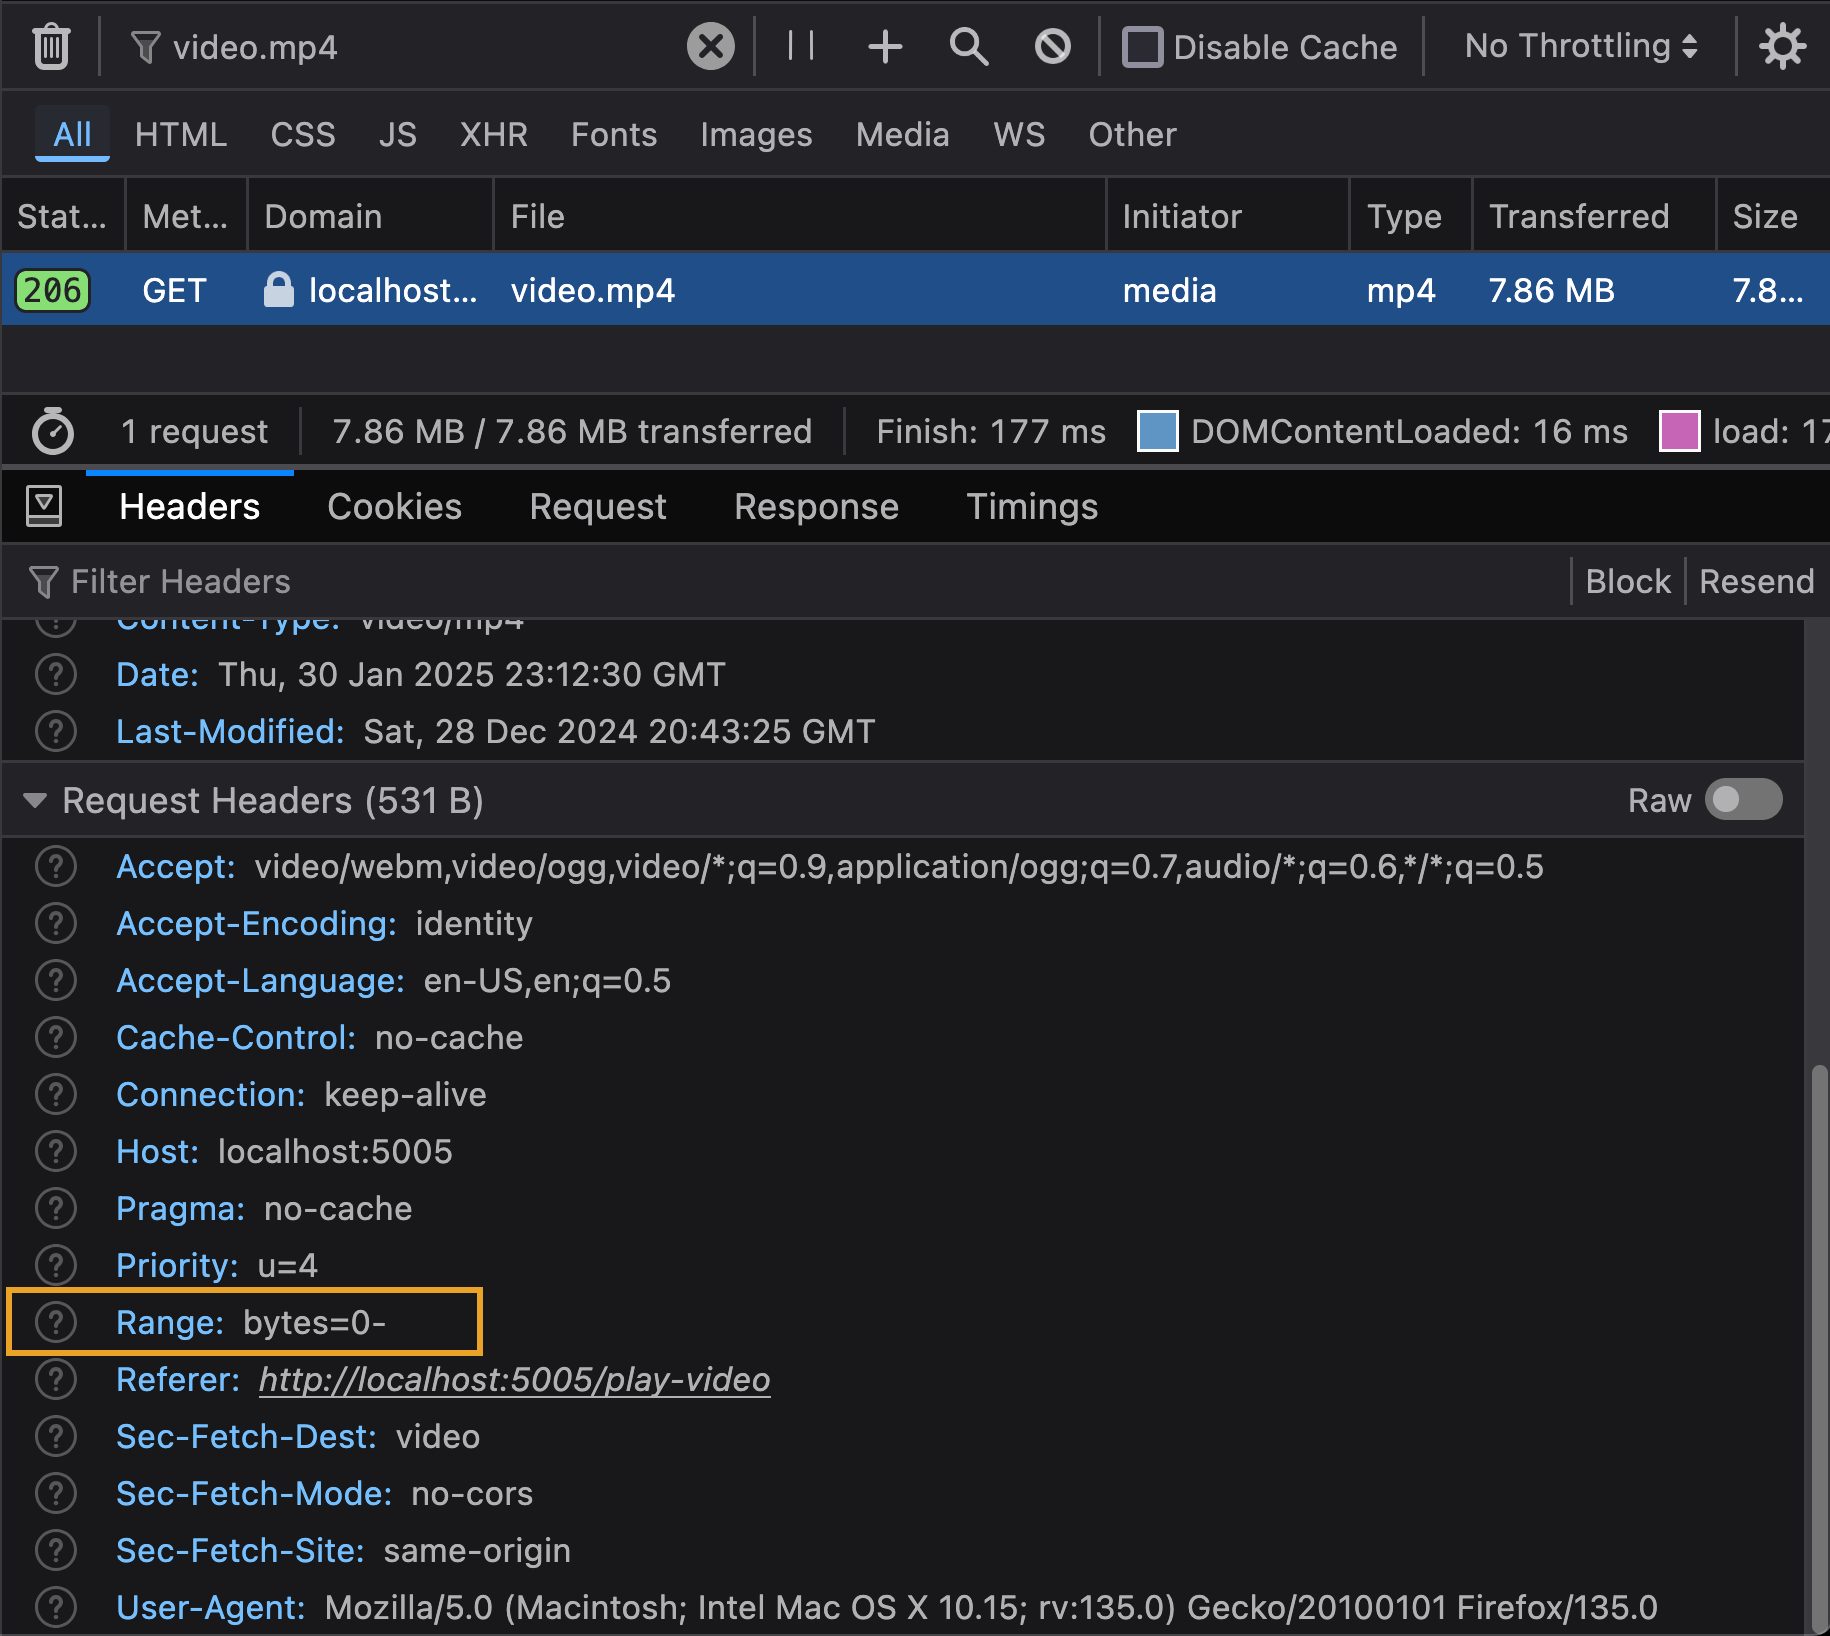 video.mp4 Disable Cache No Throttling
All HTML CSS JS XHR Fonts Images Media WS Other
Stat... Met... Domain File Initiator Type Transferred Size
206 GET localhost... video.mp4 media mp4 7.86 MB 7.8...
1 request 7.86 MB / 7.86 MB transferred Finish: 177 ms DOMContentLoaded: 16 ms load: 17
Headers Cookies Request Response Timings
Filter Headers Block Resend
Content-Type: video/mp4
Date: Thu, 30 Jan 2025 23:12:30 GMT
Last-Modified: Sat, 28 Dec 2024 20:43:25 GMT
Request Headers (531 B) Raw
Accept: video/webm,video/ogg,video/*;q=0.9,application/ogg;q=0.7,audio/*;q=0.6,*/*;q=0.5
Accept-Encoding: identity
Accept-Language: en-US,en;q=0.5
Cache-Control: no-cache
Connection: keep-alive
Host: localhost:5005
Pragma: no-cache
Priority: u=4
Range: bytes=0-
Referer: http://localhost:5005/play-video
Sec-Fetch-Dest: video
Sec-Fetch-Mode: no-cors
Sec-Fetch-Site: same-origin
User-Agent: Mozilla/5.0 (Macintosh; Intel Mac OS X 10.15; rv:135.0) Gecko/20100101 Firefox/135.0